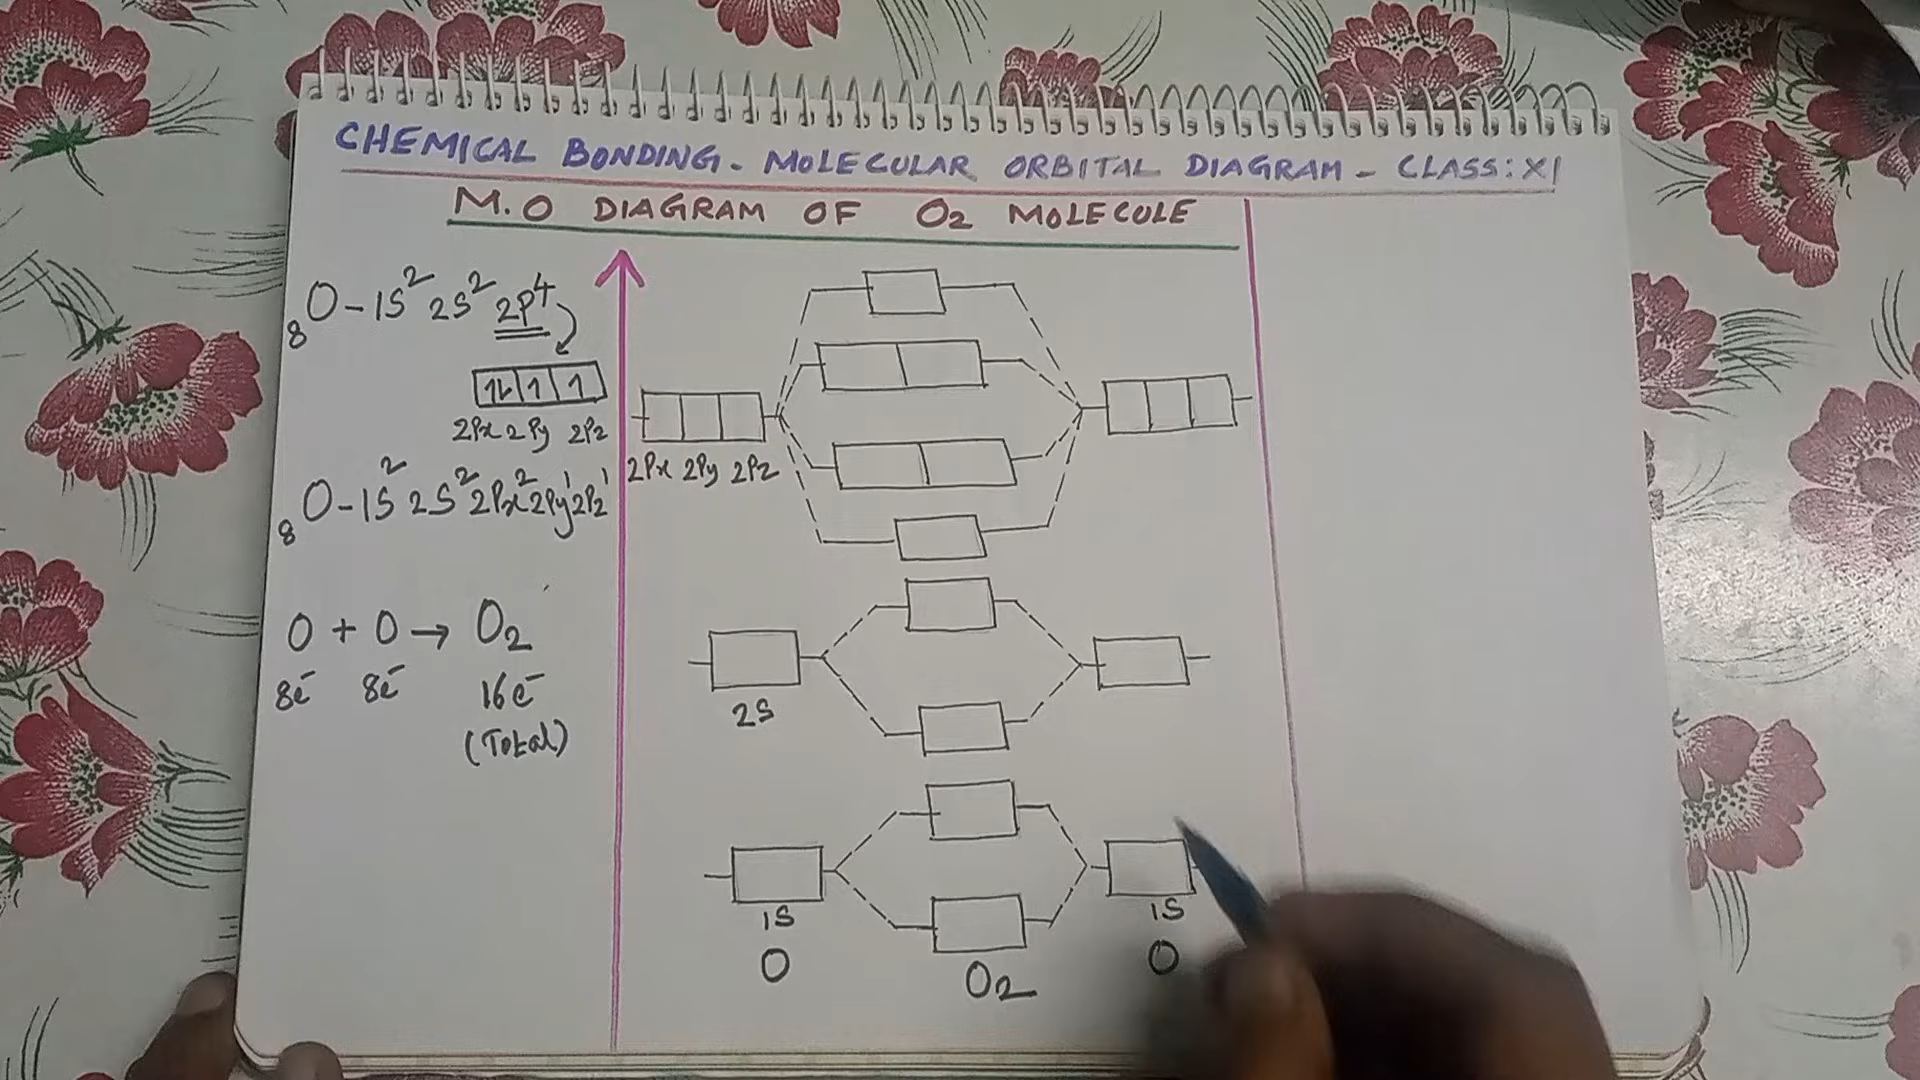 CHEMICAL BONDING - MOLECULAR ORBITAL DIAGRAM - CLASS: XI
M.O DIAGRAM OF O2 MOLECULE
8O - 1S² 2S² 2P⁴
1L 1 1
2Px 2Py 2Pz
8O - 1S² 2S² 2Px² 2Py¹ 2Pz¹
O + O → O2
8e⁻ 8e⁻ 16e⁻
(Total)
2Px 2Py 2Pz
2S
1S 1S
O O2 O